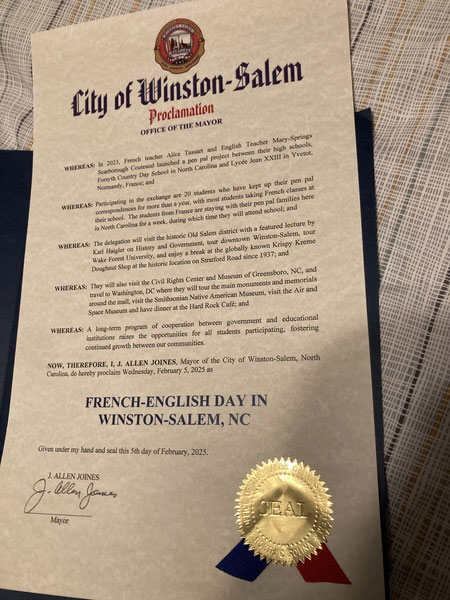 City of Winston-Salem
Proclamation
OFFICE OF THE MAYOR
WHEREAS: In 2023, French teacher Alice Tassart and English Teacher Mary-Springs
Scarborough Couteaud launched a pen pal project between their high schools,
Forsyth Country Day School in North Carolina and Lycée Jean XXIII in Yvetot,
Normandy, France; and
WHEREAS: Participating in the exchange are 20 students who have kept up their pen pal
correspondences for more than a year, with most students taking French classes at
their school. The students from France are staying with their pen pal families here
in North Carolina for a week, during which time they will attend school; and
WHEREAS: The delegation will visit the historic Old Salem district with a featured lecture by
Karl Haigler on History and Government, tour downtown Winston-Salem, tour
Wake Forest University, and enjoy a break at the globally known Krispy Kreme
Doughnut Shop at the historic location on Stratford Road since 1937; and
WHEREAS: They will also visit the Civil Rights Center and Museum of Greensboro, NC, and
travel to Washington, DC where they will tour the main monuments and memorials
around the mall, visit the Smithsonian Native American Museum, visit the Air and
Space Museum and have dinner at the Hard Rock Café; and
WHEREAS: A long-term program of cooperation between government and educational
institutions raises the opportunities for all students participating, fostering
continued growth between our communities.
NOW, THEREFORE, I, J. ALLEN JOINES, Mayor of the City of Winston-Salem, North
Carolina, do hereby proclaim Wednesday, February 5, 2025 as
FRENCH-ENGLISH DAY IN
WINSTON-SALEM, NC
Given under my hand and seal this 5th day of February, 2025.
J. ALLEN JOINES
J. Allen Joines
Mayor
SEAL